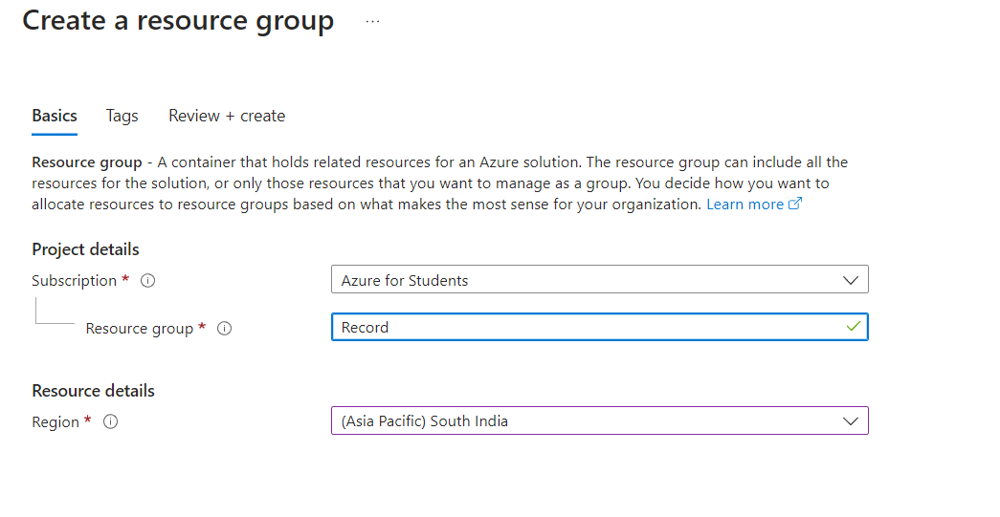 Create a resource group ...
Basics Tags Review + create
Resource group - A container that holds related resources for an Azure solution. The resource group can include all the
resources for the solution, or only those resources that you want to manage as a group. You decide how you want to
allocate resources to resource groups based on what makes the most sense for your organization. Learn more
Project details
Subscription * Azure for Students
Resource group * Record
Resource details
Region * (Asia Pacific) South India